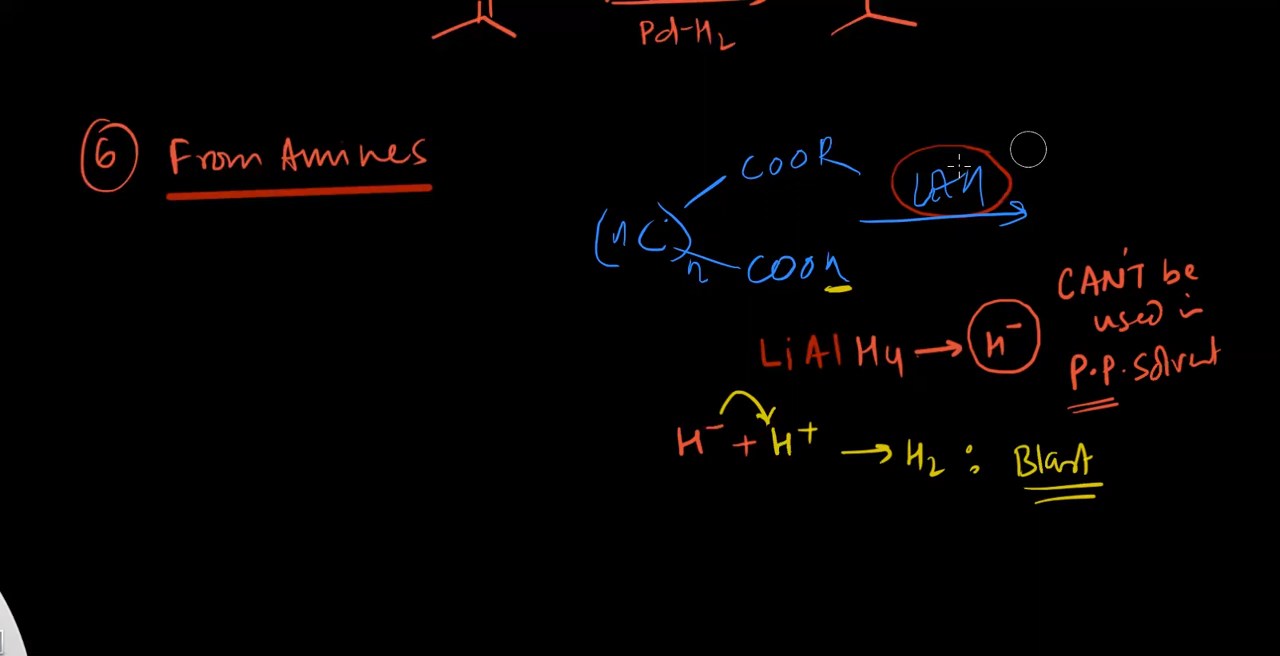 Pd-H2
6 From Amines
COOR
LAH
(HC)n
COOH
CAN'T be
used in
P.P. Solvent
LiAlH4 → H⁻
H⁻ + H⁺ → H2 : Blast